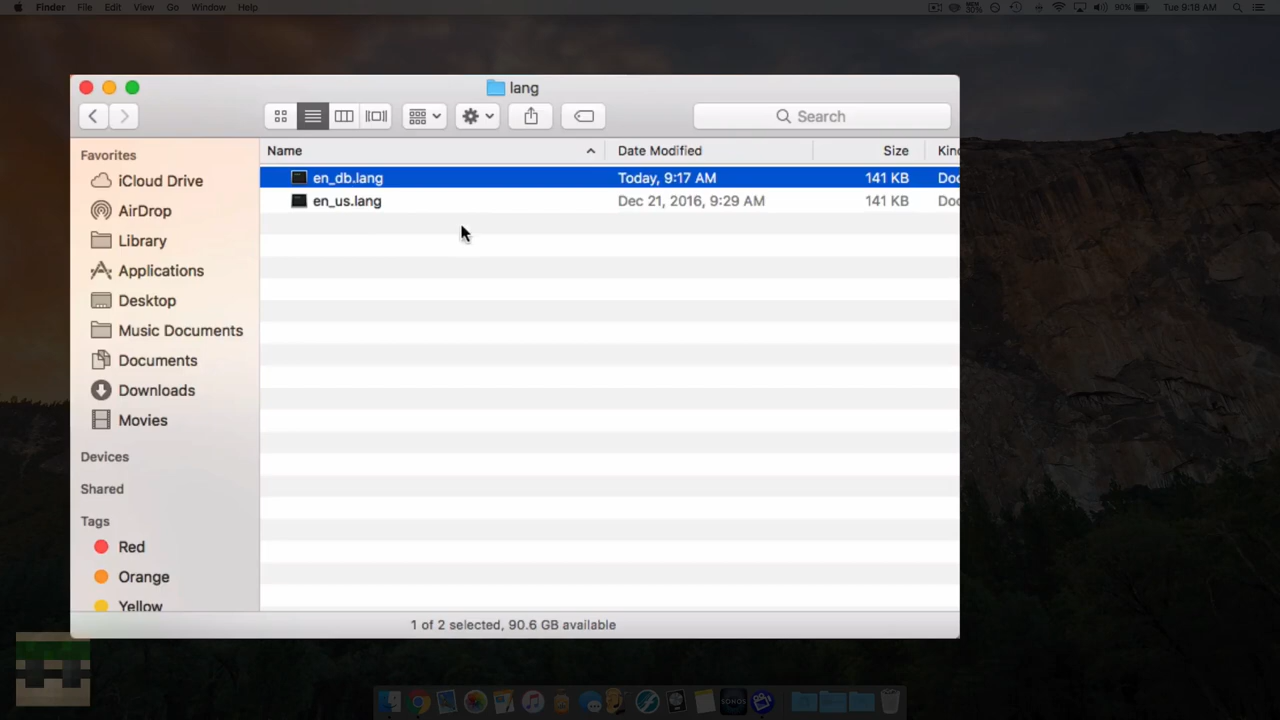 Finder File Edit View Go Window Help 90% Tue 9:18 AM
lang
Search
Name Date Modified Size Kin
en_db.lang Today, 9:17 AM 141 KB Doc
en_us.lang Dec 21, 2016, 9:29 AM 141 KB Doc
Favorites
iCloud Drive
AirDrop
Library
Applications
Desktop
Music Documents
Documents
Downloads
Movies
Devices
Shared
Tags
Red
Orange
Yellow
1 of 2 selected, 90.6 GB available
SONOS